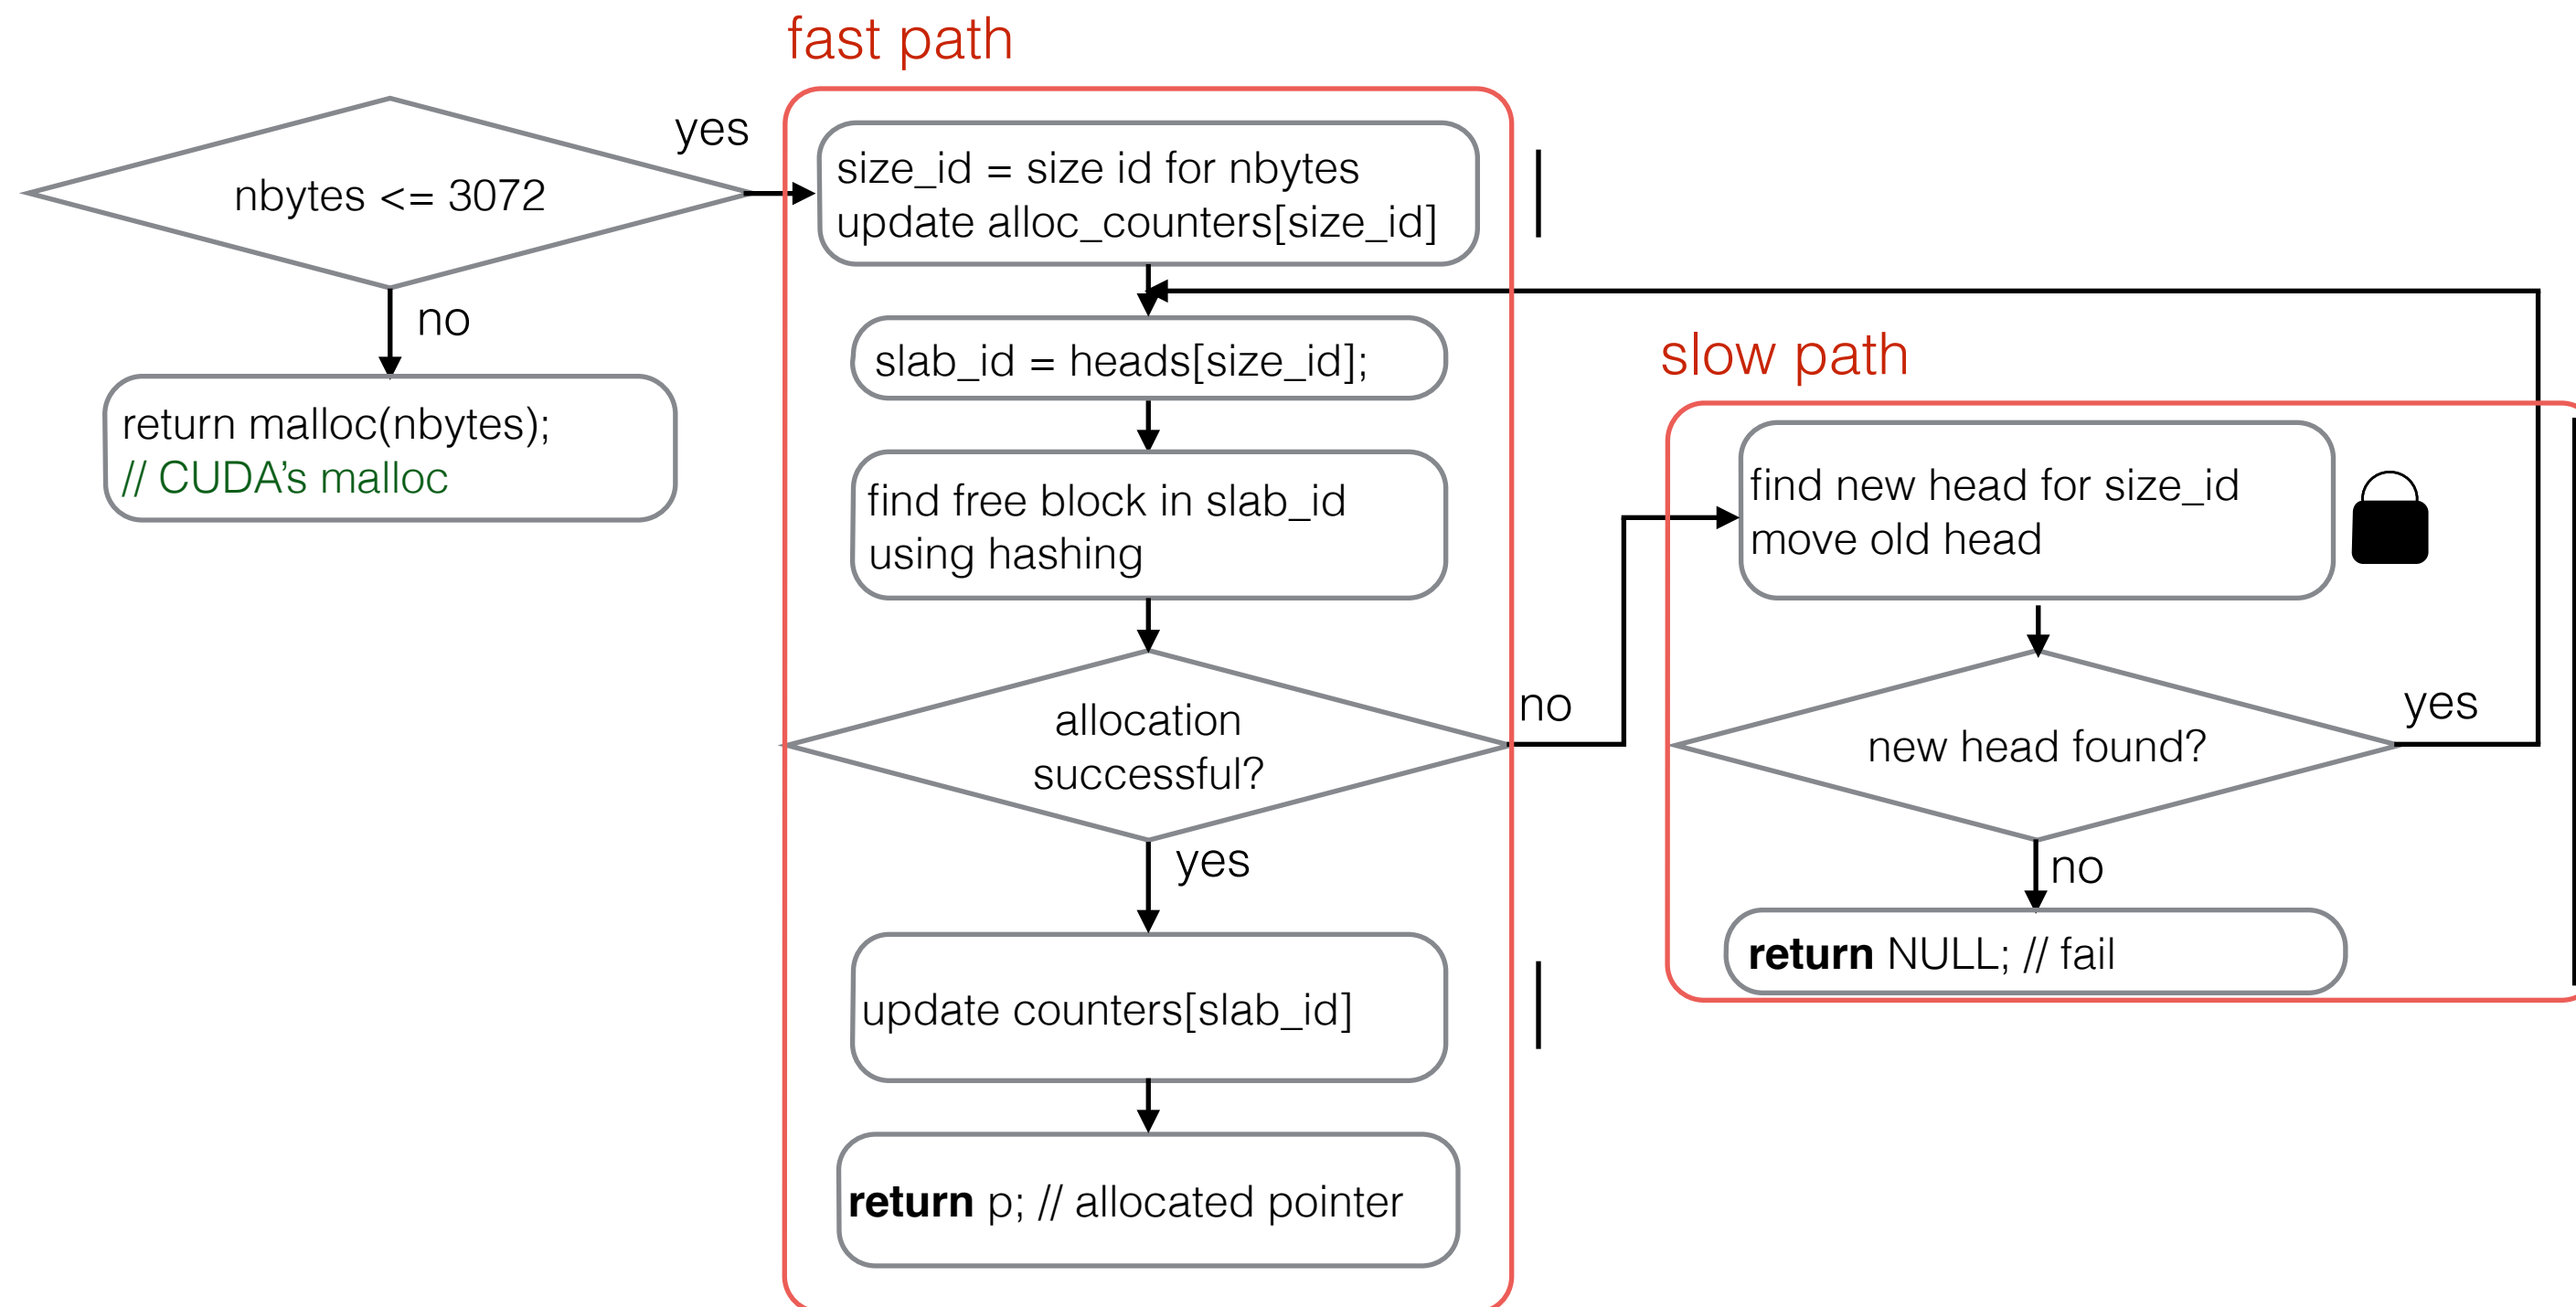 fast path
nbytes <= 3072
yes
no
return malloc(nbytes);
// CUDA’s malloc
size_id = size id for nbytes
update alloc_counters[size_id]
slab_id = heads[size_id];
find free block in slab_id
using hashing
allocation
successful?
no
yes
update counters[slab_id]
return p; // allocated pointer
slow path
find new head for size_id
move old head
new head found?
yes
no
return NULL; // fail